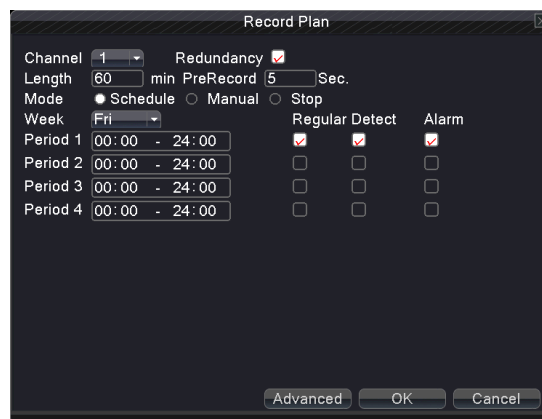 Record Plan
Channel 1 Redundancy
Length 60 min PreRecord 5 Sec.
Mode Schedule Manual Stop
Week Fri Regular Detect Alarm
Period 1 00:00 - 24:00
Period 2 00:00 - 24:00
Period 3 00:00 - 24:00
Period 4 00:00 - 24:00
Advanced OK Cancel